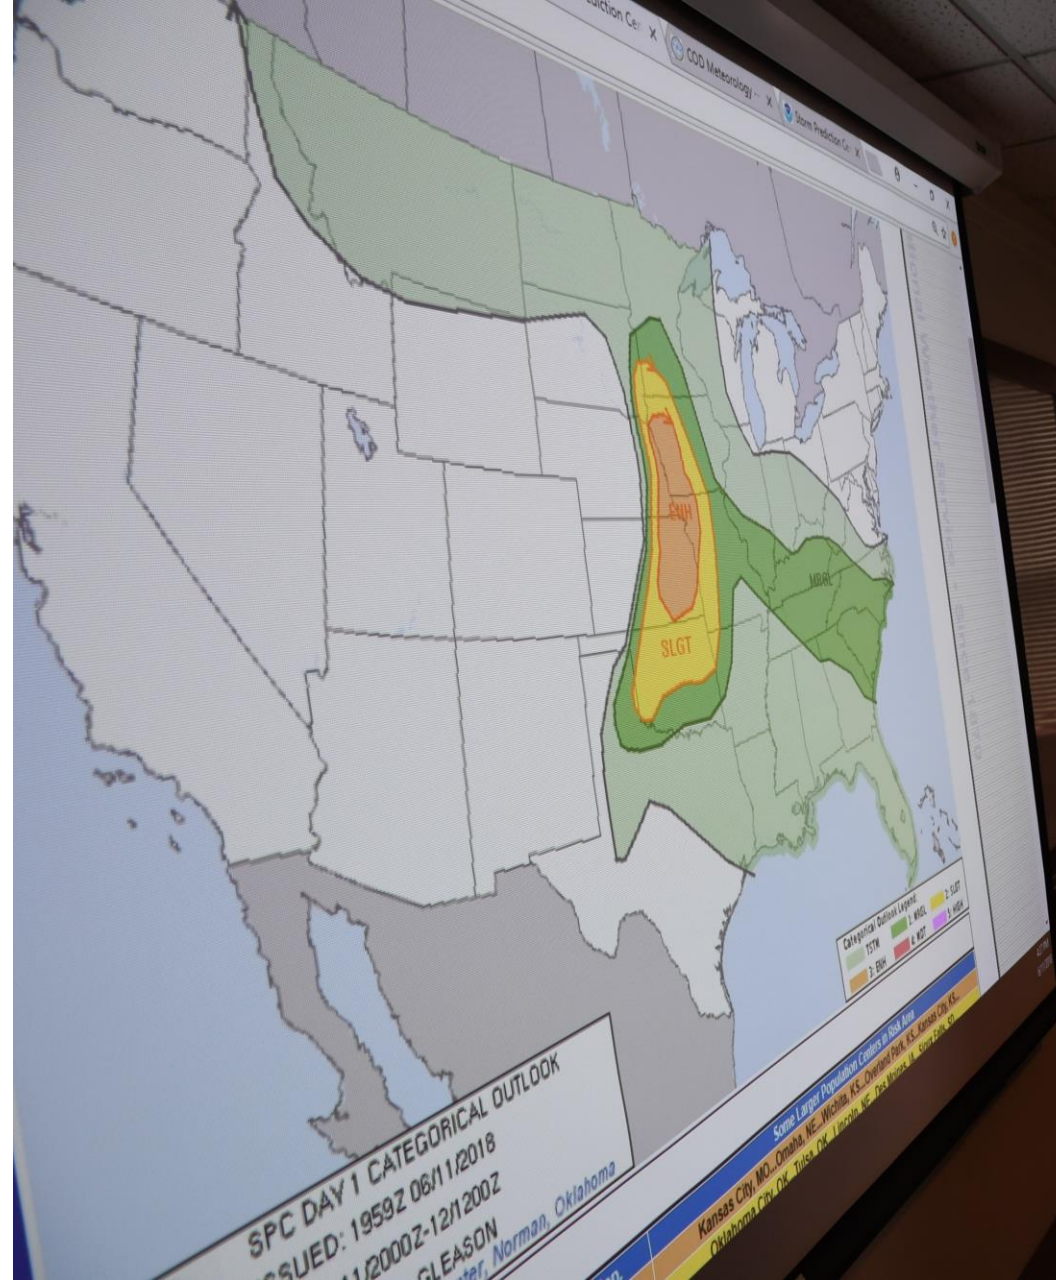 ediction Ce
X
COD Meteorology
X
Storm Prediction Ce
X
ENH
MRGL
SLGT
Categorical Outlook Legend:
TSTM
1: MRGL
2: SLGT
3: ENH
4: MDT
5: HIGH
SPC DAY 1 CATEGORICAL OUTLOOK
SSUED: 1959Z 06/11/2018
11/2000Z-12/1200Z
GLEASON
ter, Norman, Oklahoma
Some Larger Population Centers in Risk Area
Kansas City, MO...Omaha, NE...Wichita, KS...Overland Park, KS...Kansas City, KS...
Oklahoma City, OK...Tulsa, OK...Lincoln, NE...Des Moines, IA...Sioux Falls, SD